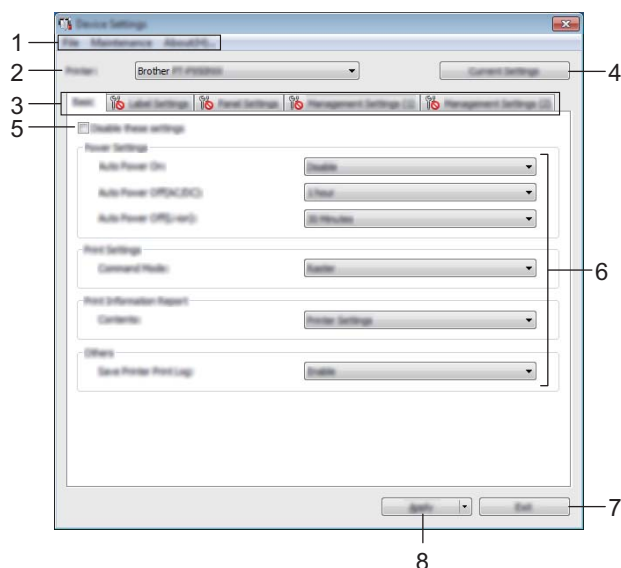 Device Settings
1
File Maintenance About(H)...
2
Printer:
Brother PT-P950NW
Current Settings
4
3
Basic
Label Settings
Panel Settings
Management Settings (1)
Management Settings (2)
5
Disable these settings
Power Settings
Auto Power On:
Disable
Auto Power Off(AC/DC):
1 hour
Auto Power Off(Li-ion):
30 Minutes
Print Settings
Command Mode:
Raster
6
Print Information Report
Contents:
Printer Settings
Others
Save Printer Print Log:
Enable
Apply
Exit
7
8